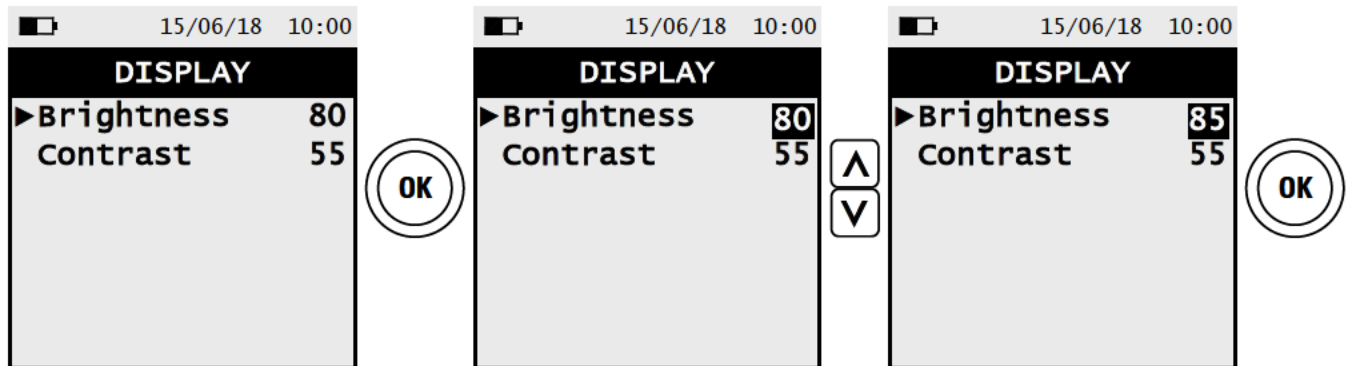 15/06/18 10:00
DISPLAY
►Brightness 80
Contrast 55
OK
15/06/18 10:00
DISPLAY
►Brightness 80
Contrast 55
15/06/18 10:00
DISPLAY
►Brightness 85
Contrast 55
OK